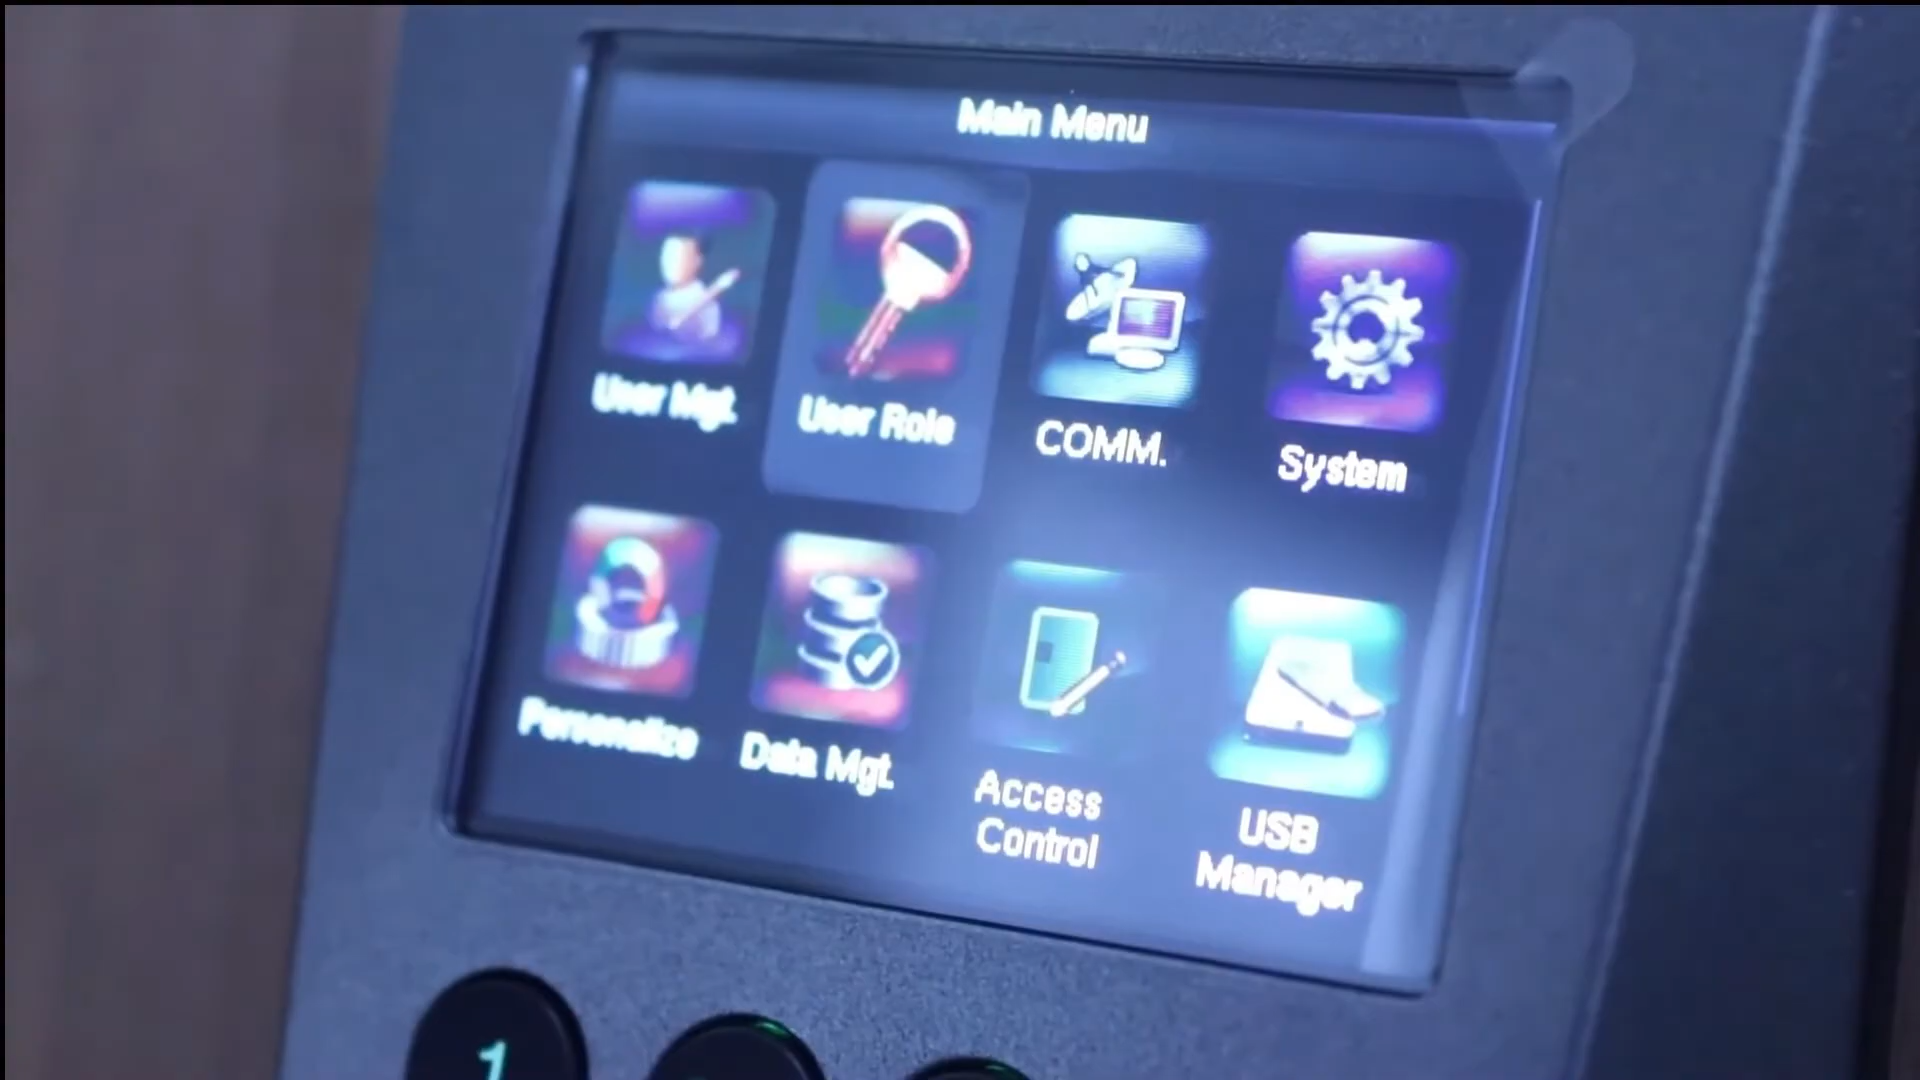 Main Menu
User Mgt.
User Role
COMM.
System
Personalize
Data Mgt.
Access
Control
USB
Manager
1